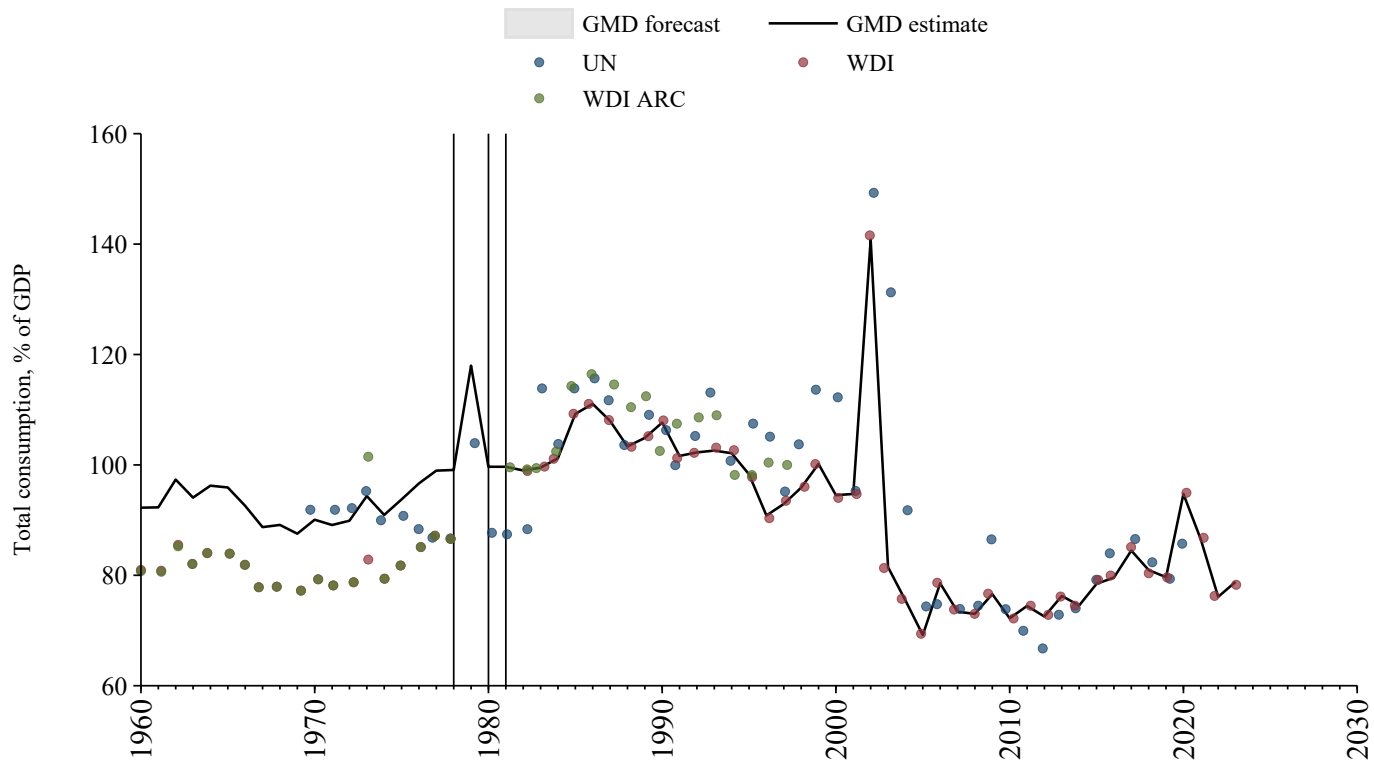 GMD forecast GMD estimate
UN WDI
WDI ARC
Total consumption, % of GDP
160
140
120
100
80
60
1960 1970 1980 1990 2000 2010 2020 2030